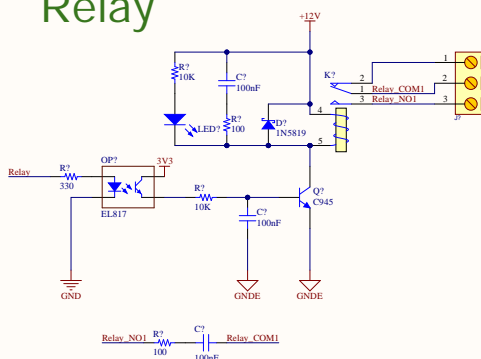 Relay
+12V
R?
10K
C?
100nF
R?
100
LED?
D?
1N5819
K?
2
1
3
Relay_COM1
Relay_NO1
4
5
1
2
3
J?
Relay
R?
330
OP?
EL817
3V3
R?
10K
C?
100nF
Q?
C945
GND
GNDE
GNDE
Relay_NO1
R?
100
C?
100nF
Relay_COM1